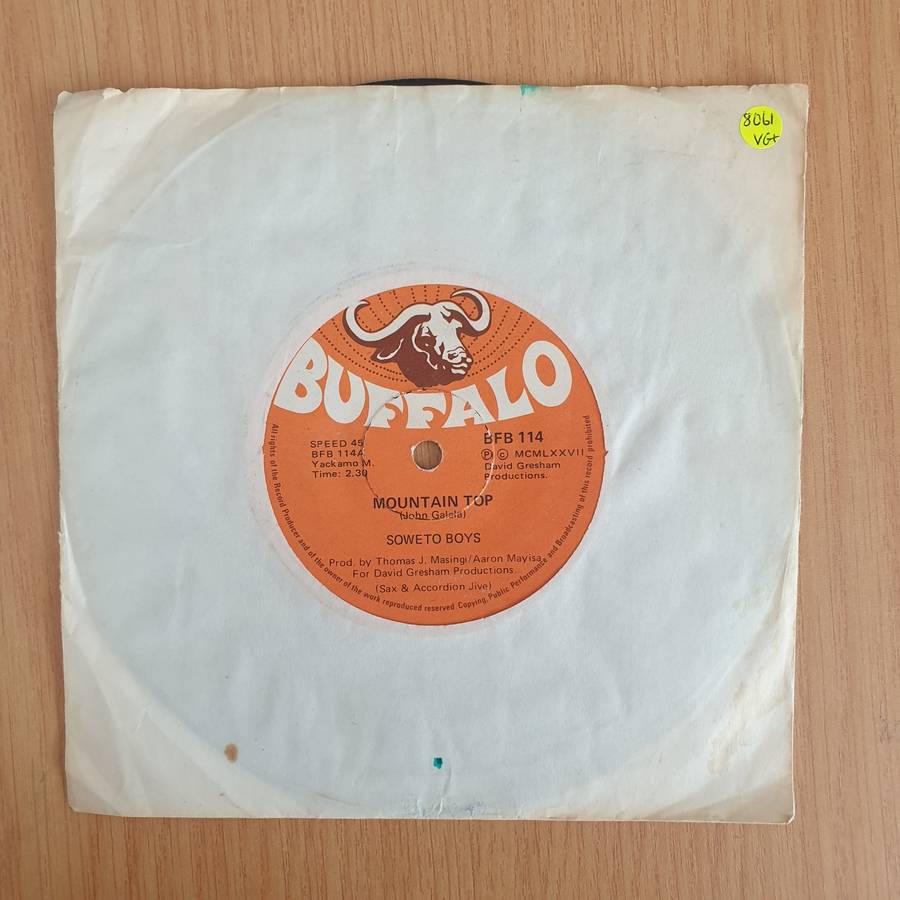 8061
VG+
BUFFALO
SPEED 45
BFB 114A
Yackamo M.
Time: 2.30
BFB 114
Ⓟ © MCMLXXVII
David Gresham
Productions.
MOUNTAIN TOP
(John Galela)
SOWETO BOYS
Prod. by Thomas J. Masingi/Aaron Mayisa
For David Gresham Productions.
(Sax & Accordion Jive)
All rights of the Record Producer and of the owner of the work reproduced reserved Copying, Public Performance and Broadcasting of this record prohibited